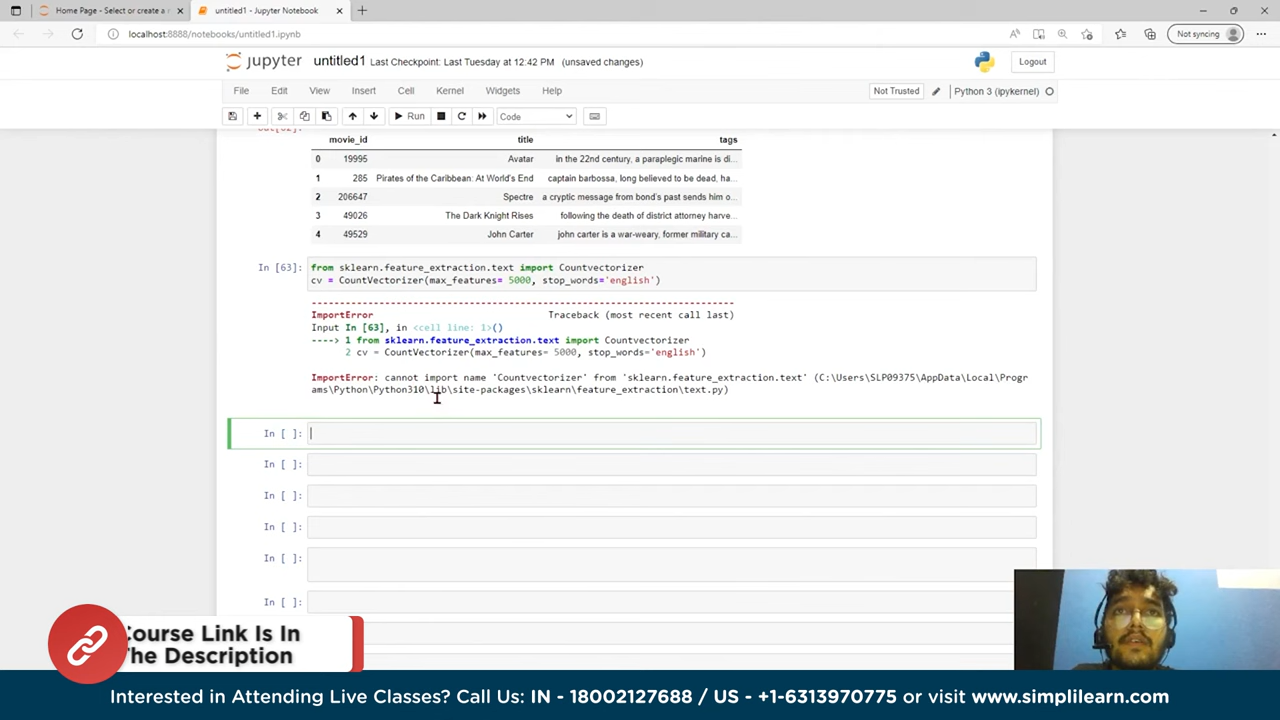 Home Page - Select or create a n
untitled1 - Jupyter Notebook
localhost:8888/notebooks/untitled1.ipynb
Not syncing
jupyter untitled1 Last Checkpoint: Last Tuesday at 12:42 PM (unsaved changes)
Logout
File Edit View Insert Cell Kernel Widgets Help
Not Trusted
Python 3 (ipykernel)
Run
Code
movie_id title tags
0 19995 Avatar in the 22nd century, a paraplegic marine is di...
1 285 Pirates of the Caribbean: At World's End captain barbossa, long believed to be dead, ha...
2 206647 Spectre a cryptic message from bond's past sends him o...
3 49026 The Dark Knight Rises following the death of district attorney harve...
4 49529 John Carter john carter is a war-weary, former military ca...
In [63]: from sklearn.feature_extraction.text import Countvectorizer
cv = CountVectorizer(max_features= 5000, stop_words='english')
---------------------------------------------------------------------------
ImportError Traceback (most recent call last)
Input In [63], in <cell line: 1>()
----> 1 from sklearn.feature_extraction.text import Countvectorizer
2 cv = CountVectorizer(max_features= 5000, stop_words='english')
ImportError: cannot import name 'Countvectorizer' from 'sklearn.feature_extraction.text' (C:\Users\SLP09375\AppData\Local\Progr
ams\Python\Python310\lib\site-packages\sklearn\feature_extraction\text.py)
In [ ]:
In [ ]:
In [ ]:
In [ ]:
In [ ]:
In [ ]:
Course Link Is In
The Description
Interested in Attending Live Classes? Call Us: IN - 18002127688 / US - +1-6313970775 or visit www.simplilearn.com